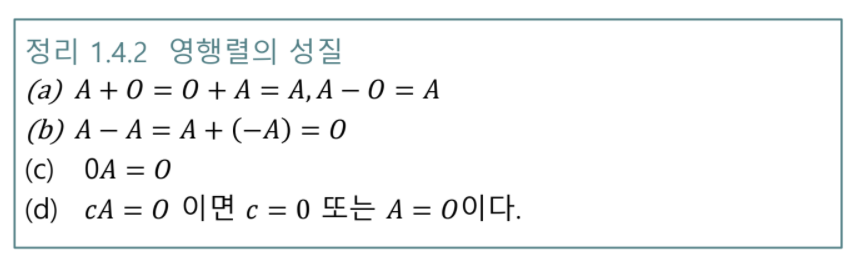 정리 1.4.2 영행렬의 성질
(a) A + O = O + A = A, A − O = A
(b) A − A = A + (−A) = O
(c) 0A = O
(d) cA = O 이면 c = 0 또는 A = O이다.